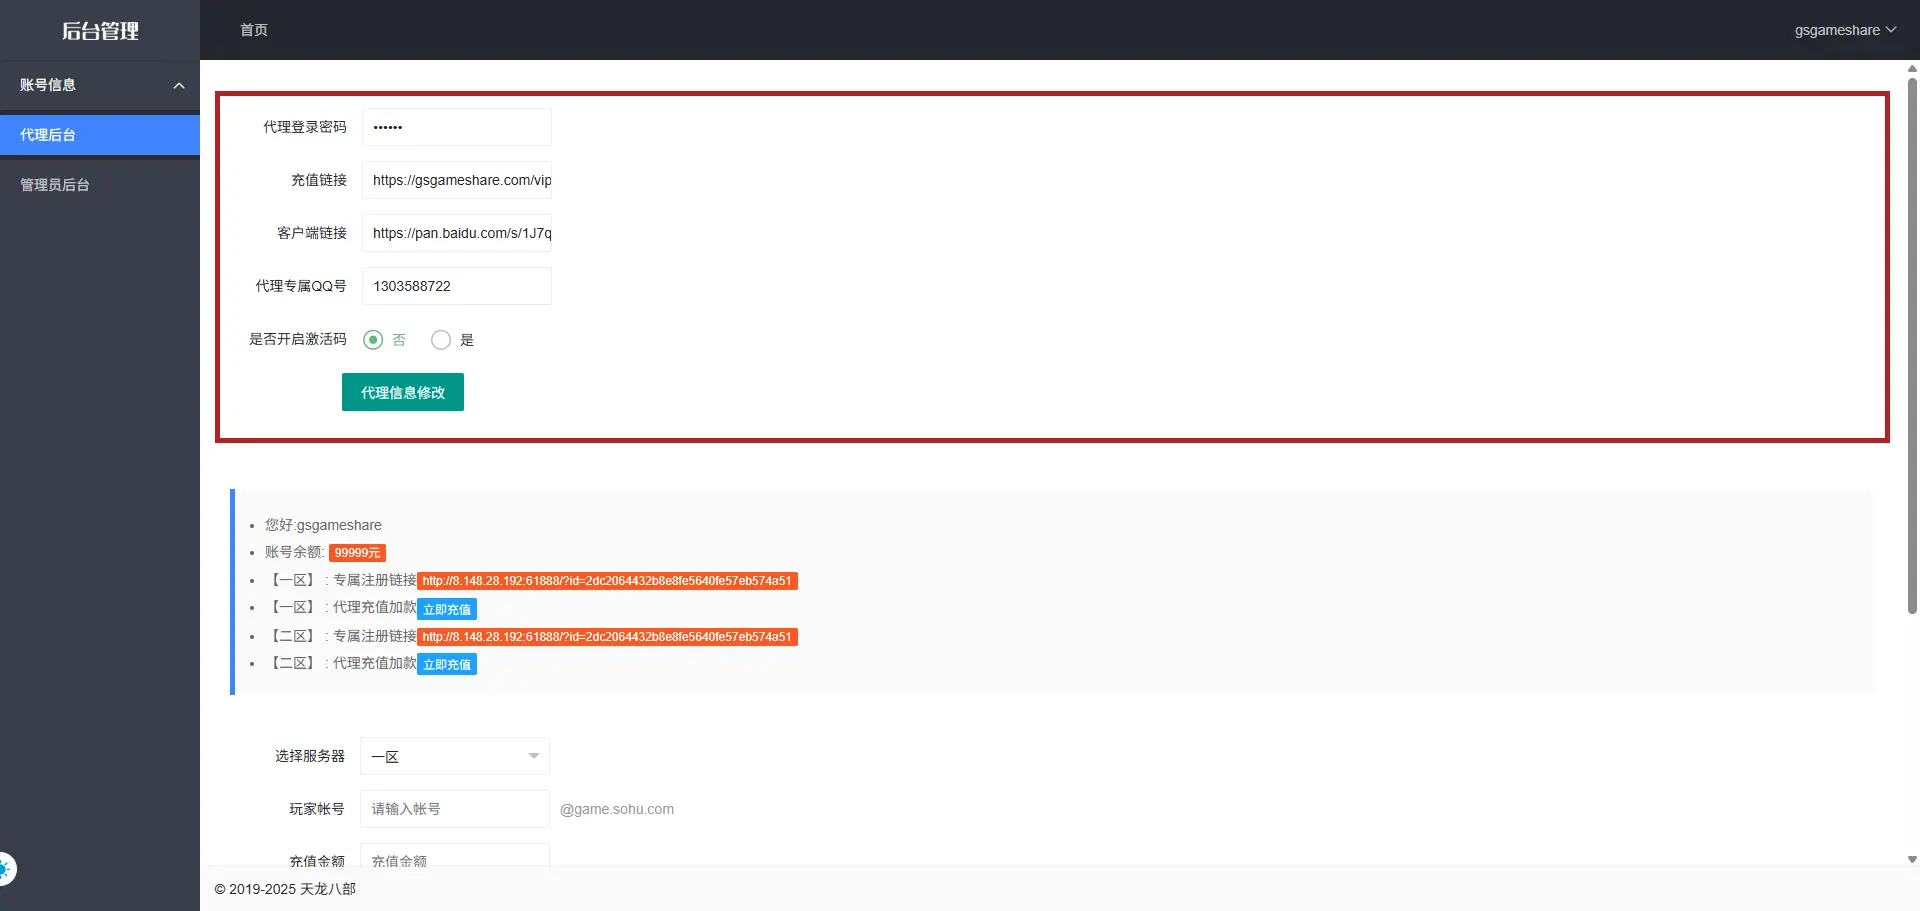 后台管理
首页
gsgameshare
账号信息
代理后台
管理员后台
代理登录密码 ••••••
充值链接 https://gsgameshare.com/vip
客户端链接 https://pan.baidu.com/s/1J7q
代理专属QQ号 1303588722
是否开启激活码 否 是
代理信息修改
您好:gsgameshare
账号余额: 99999元
【一区】 : 专属注册链接 http://8.148.28.192:61888/?id=2dc2064432b8e8fe5640fe57eb574a51
【一区】 : 代理充值加款 立即充值
【二区】 : 专属注册链接 http://8.148.28.192:61888/?id=2dc2064432b8e8fe5640fe57eb574a51
【二区】 : 代理充值加款 立即充值
选择服务器 一区
玩家帐号 请输入帐号 @game.sohu.com
充值金额 充值金额
© 2019-2025 天龙八部